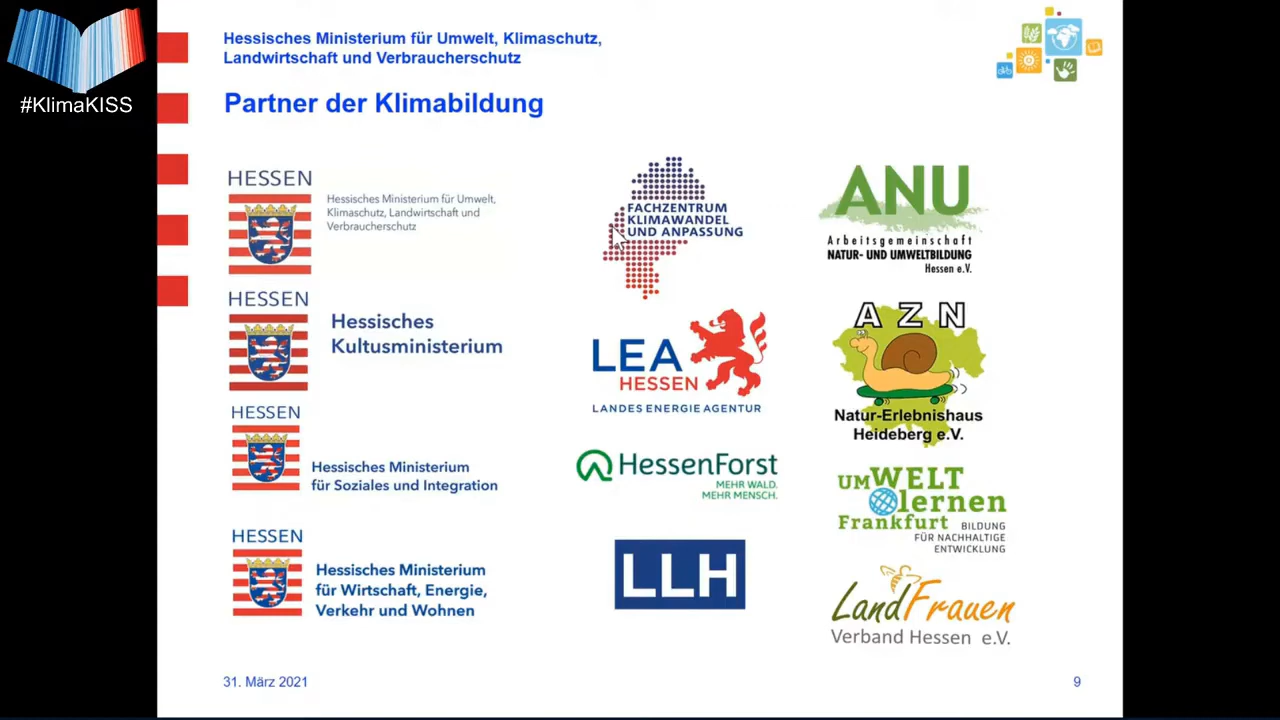 #KlimaKISS
Hessisches Ministerium für Umwelt, Klimaschutz,
Landwirtschaft und Verbraucherschutz
Partner der Klimabildung
HESSEN
Hessisches Ministerium für Umwelt,
Klimaschutz, Landwirtschaft und
Verbraucherschutz
HESSEN
Hessisches
Kultusministerium
HESSEN
Hessisches Ministerium
für Soziales und Integration
HESSEN
Hessisches Ministerium
für Wirtschaft, Energie,
Verkehr und Wohnen
FACHZENTRUM
KLIMAWANDEL
UND ANPASSUNG
LEA
HESSEN
LANDES ENERGIE AGENTUR
HessenForst
MEHR WALD.
MEHR MENSCH.
LLH
ANU
Arbeitsgemeinschaft
NATUR- UND UMWELTBILDUNG
Hessen e.V.
AZN
Natur-Erlebnishaus
Heideberg e.V.
UMWELT
lernen
Frankfurt
BILDUNG
FÜR NACHHALTIGE
ENTWICKLUNG
LandFrauen
Verband Hessen e.V.
31. März 2021
9